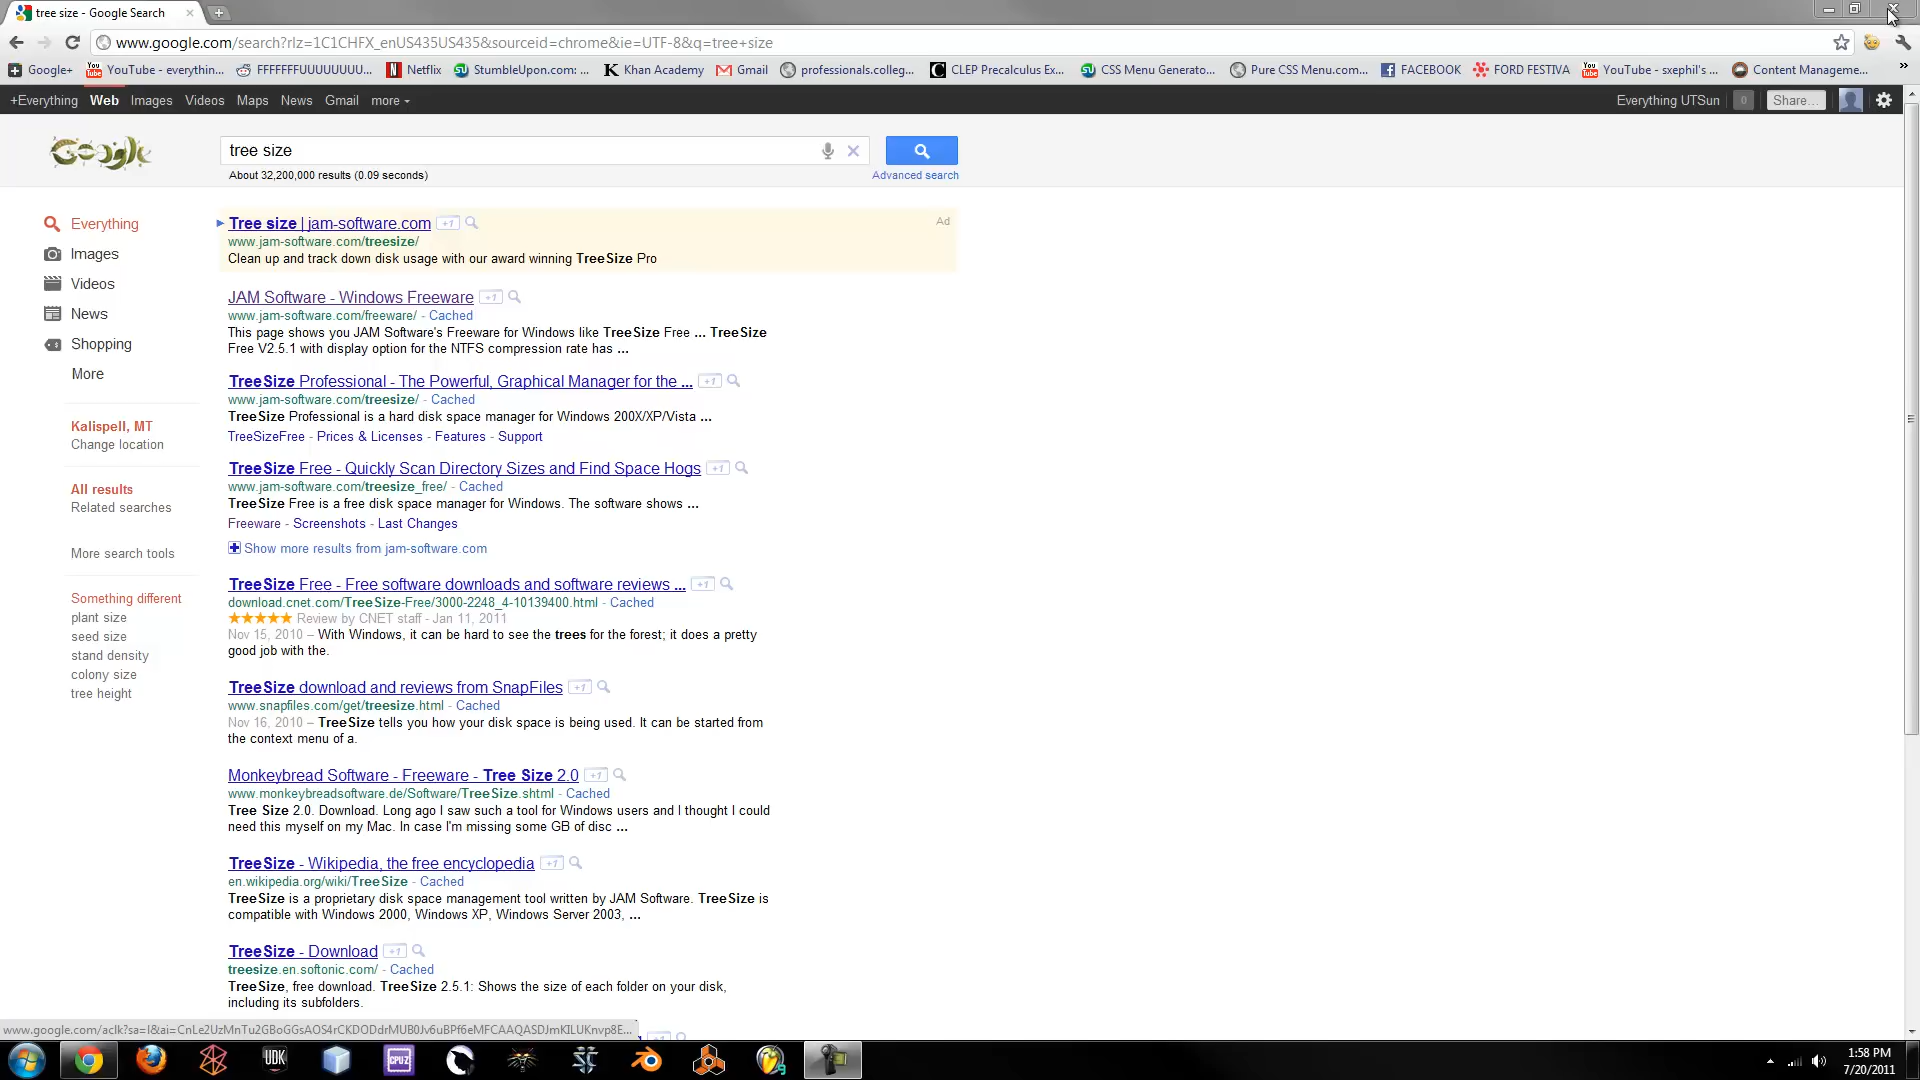 tree size - Google Search
www.google.com/search?rlz=1C1CHFX_enUS435US435&sourceid=chrome&ie=UTF-8&q=tree+size
Google+ YouTube - everythin... FFFFFFFUUUUUUUU... Netflix StumbleUpon.com: ... Khan Academy Gmail professionals.colleg... CLEP Precalculus Ex... CSS Menu Generato... Pure CSS Menu.com... FACEBOOK FORD FESTIVA YouTube - sxephil's ... Content Manageme... »
+Everything Web Images Videos Maps News Gmail more Everything UTSun 0 Share...
Google
tree size
About 32,200,000 results (0.09 seconds) Advanced search
Everything
Images
Videos
News
Shopping
More
Kalispell, MT
Change location
All results
Related searches
More search tools
Something different
plant size
seed size
stand density
colony size
tree height
Tree size | jam-software.com +1 Ad
www.jam-software.com/treesize/
Clean up and track down disk usage with our award winning TreeSize Pro
JAM Software - Windows Freeware +1
www.jam-software.com/freeware/ - Cached
This page shows you JAM Software's Freeware for Windows like TreeSize Free ... TreeSize
Free V2.5.1 with display option for the NTFS compression rate has ...
TreeSize Professional - The Powerful, Graphical Manager for the ... +1
www.jam-software.com/treesize/ - Cached
TreeSize Professional is a hard disk space manager for Windows 200X/XP/Vista ...
TreeSizeFree - Prices & Licenses - Features - Support
TreeSize Free - Quickly Scan Directory Sizes and Find Space Hogs +1
www.jam-software.com/treesize_free/ - Cached
TreeSize Free is a free disk space manager for Windows. The software shows ...
Freeware - Screenshots - Last Changes
Show more results from jam-software.com
TreeSize Free - Free software downloads and software reviews ... +1
download.cnet.com/TreeSize-Free/3000-2248_4-10139400.html - Cached
Review by CNET staff - Jan 11, 2011
Nov 15, 2010 – With Windows, it can be hard to see the trees for the forest; it does a pretty
good job with the.
TreeSize download and reviews from SnapFiles +1
www.snapfiles.com/get/treesize.html - Cached
Nov 16, 2010 – TreeSize tells you how your disk space is being used. It can be started from
the context menu of a.
Monkeybread Software - Freeware - Tree Size 2.0 +1
www.monkeybreadsoftware.de/Software/TreeSize.shtml - Cached
Tree Size 2.0. Download. Long ago I saw such a tool for Windows users and I thought I could
need this myself on my Mac. In case I'm missing some GB of disc ...
TreeSize - Wikipedia, the free encyclopedia +1
en.wikipedia.org/wiki/TreeSize - Cached
TreeSize is a proprietary disk space management tool written by JAM Software. TreeSize is
compatible with Windows 2000, Windows XP, Windows Server 2003, ...
TreeSize - Download +1
treesize.en.softonic.com/ - Cached
TreeSize, free download. TreeSize 2.5.1: Shows the size of each folder on your disk,
including its subfolders.
www.google.com/aclk?sa=l&ai=CnLe2UzMnTu2GBoGGsAOS4rCKDODdrMUB0Jv6uBPf6eMFCAAQASDJmKILUKnvp8E...
UDK CPU-Z
1:58 PM
7/20/2011